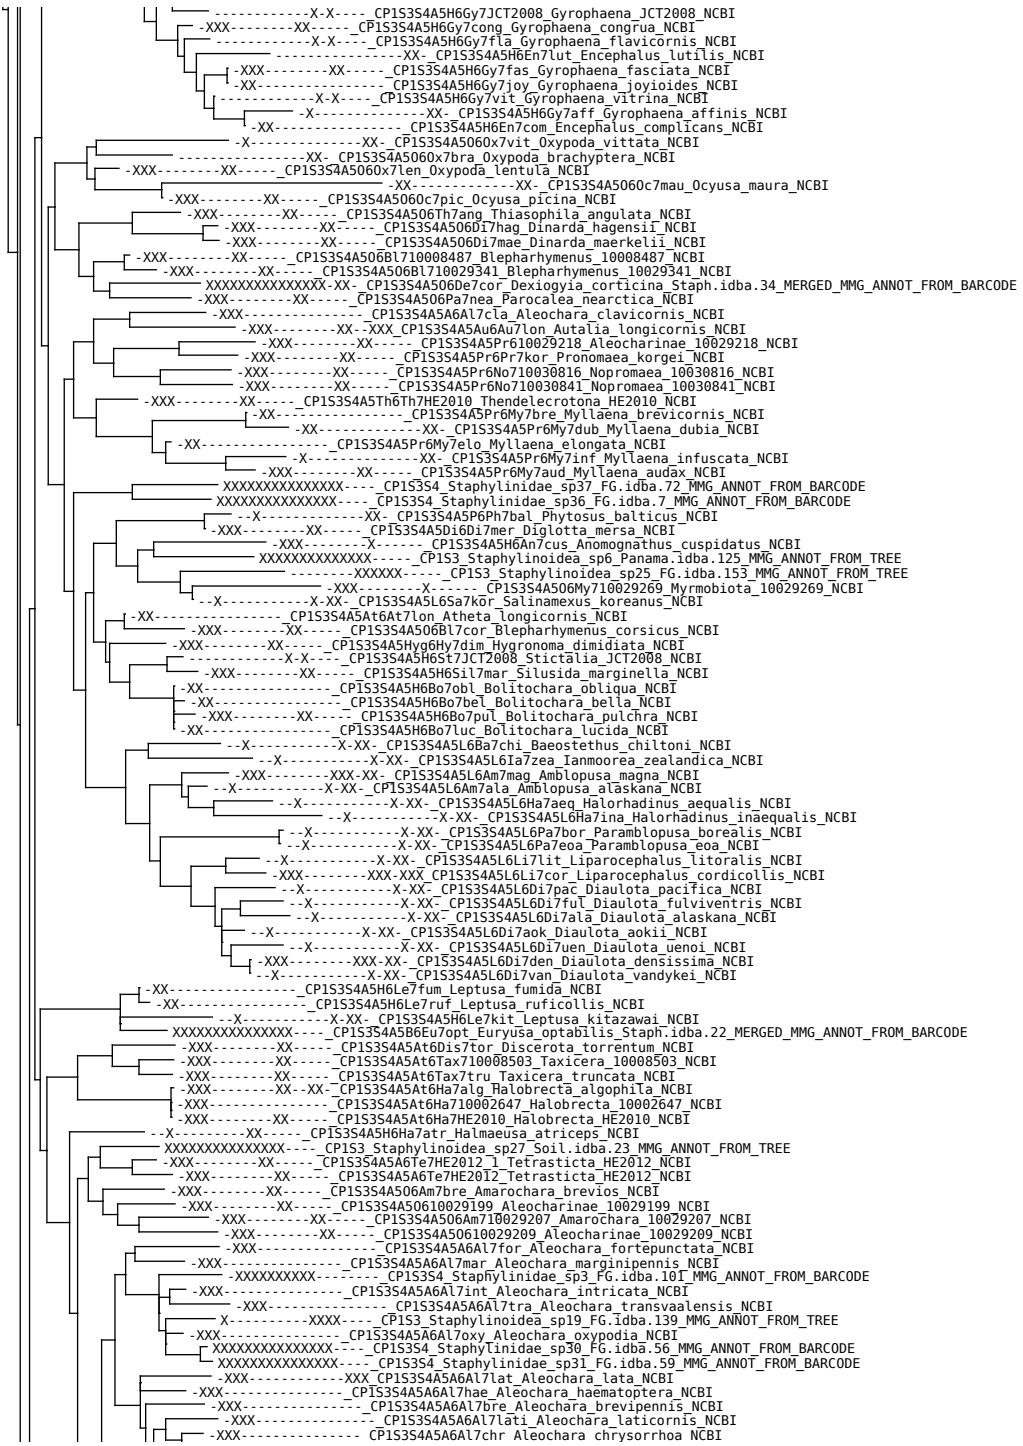 ------------X-X----_CP1S3S4A5H6Gy7JCT2008_Gyrophaena_JCT2008_NCBI
-XXX--------XX-----_CP1S3S4A5H6Gy7cong_Gyrophaena_congrua_NCBI
------------X-X----_CP1S3S4A5H6Gy7fla_Gyrophaena_flavicornis_NCBI
----------------XX-_CP1S3S4A5H6En7lut_Encephalus_lutilis_NCBI
-XXX--------XX-----_CP1S3S4A5H6Gy7fas_Gyrophaena_fasciata_NCBI
-XX----------------_CP1S3S4A5H6Gy7joy_Gyrophaena_joyioides_NCBI
------------X-X----_CP1S3S4A5H6Gy7vit_Gyrophaena_vitrina_NCBI
-X--------------XX-_CP1S3S4A5H6Gy7aff_Gyrophaena_affinis_NCBI
-XX----------------_CP1S3S4A5H6En7com_Encephalus_complicans_NCBI
-X--------------XX-_CP1S3S4A5O6Ox7vit_Oxypoda_vittata_NCBI
----------------XX-_CP1S3S4A5O6Ox7bra_Oxypoda_brachyptera_NCBI
-XXX--------XX-----_CP1S3S4A5O6Ox7len_Oxypoda_lentula_NCBI
-XX-------------XX-_CP1S3S4A5O6Oc7mau_Ocyusa_maura_NCBI
-XXX--------XX-----_CP1S3S4A5O6Oc7pic_Ocyusa_picina_NCBI
-XXX--------XX-----_CP1S3S4A5O6Th7ang_Thiasophila_angulata_NCBI
-XXX--------XX-----_CP1S3S4A5O6Di7hag_Dinarda_hagensii_NCBI
-XXX--------XX-----_CP1S3S4A5O6Di7mae_Dinarda_maerkelii_NCBI
-XXX--------XX-----_CP1S3S4A5O6Bl710008487_Blepharhymenus_10008487_NCBI
-XXX--------XX-----_CP1S3S4A5O6Bl710029341_Blepharhymenus_10029341_NCBI
XXXXXXXXXXXXXXX-XX-_CP1S3S4A5O6De7cor_Dexiogyia_corticina_Staph.idba.34_MERGED_MMG_ANNOT_FROM_BARCODE
-XXX--------XX-----_CP1S3S4A5O6Pa7nea_Parocalea_nearctica_NCBI
-XXX---------------_CP1S3S4A5A6Al7cla_Aleochara_clavicornis_NCBI
-XXX--------XX--XXX_CP1S3S4A5Au6Au7lon_Autalia_longicornis_NCBI
-XXX--------XX-----_CP1S3S4A5Pr610029218_Aleocharinae_10029218_NCBI
-XXX--------XX-----_CP1S3S4A5Pr6Pr7kor_Pronomaea_korgei_NCBI
-XXX--------XX-----_CP1S3S4A5Pr6No710030816_Nopromaea_10030816_NCBI
-XXX--------XX-----_CP1S3S4A5Pr6No710030841_Nopromaea_10030841_NCBI
-XXX--------XX-----_CP1S3S4A5Th6Th7HE2010_Thendelecrotona_HE2010_NCBI
-XX----------------_CP1S3S4A5Pr6My7bre_Myllaena_brevicornis_NCBI
-XX-------------XX-_CP1S3S4A5Pr6My7dub_Myllaena_dubia_NCBI
-XX----------------_CP1S3S4A5Pr6My7elo_Myllaena_elongata_NCBI
-X--------------XX-_CP1S3S4A5Pr6My7inf_Myllaena_infuscata_NCBI
-XXX--------XX-----_CP1S3S4A5Pr6My7aud_Myllaena_audax_NCBI
XXXXXXXXXXXXXXX----_CP1S3S4_Staphylinidae_sp37_FG.idba.72_MMG_ANNOT_FROM_BARCODE
XXXXXXXXXXXXXXX----_CP1S3S4_Staphylinidae_sp36_FG.idba.7_MMG_ANNOT_FROM_BARCODE
--X-------------XX-_CP1S3S4A5P6Ph7bal_Phytosus_balticus_NCBI
-XXX--------XX-----_CP1S3S4A5Di6Di7mer_Diglotta_mersa_NCBI
-XXX--------X------_CP1S3S4A5H6An7cus_Anomognathus_cuspidatus_NCBI
XXXXXXXXXXXXXX-----_CP1S3_Staphylinoidea_sp6_Panama.idba.125_MMG_ANNOT_FROM_TREE
--------XXXXXX-----_CP1S3_Staphylinoidea_sp25_FG.idba.153_MMG_ANNOT_FROM_TREE
-XXX--------X------_CP1S3S4A5O6My710029269_Myrmobiota_10029269_NCBI
--X-----------X-XX-_CP1S3S4A5L6Sa7kor_Salinamexus_koreanus_NCBI
-XX----------------_CP1S3S4A5At6At7lon_Atheta_longicornis_NCBI
-XXX--------XX-----_CP1S3S4A5O6Bl7cor_Blepharhymenus_corsicus_NCBI
-XXX--------XX-----_CP1S3S4A5Hyg6Hy7dim_Hygronoma_dimidiata_NCBI
------------X-X----_CP1S3S4A5H6St7JCT2008_Stictalia_JCT2008_NCBI
-XXX--------XX-----_CP1S3S4A5H6Sil7mar_Silusida_marginella_NCBI
-XX----------------_CP1S3S4A5H6Bo7obl_Bolitochara_obliqua_NCBI
-XX----------------_CP1S3S4A5H6Bo7bel_Bolitochara_bella_NCBI
-XXX--------XX-----_CP1S3S4A5H6Bo7pul_Bolitochara_pulchra_NCBI
-XX----------------_CP1S3S4A5H6Bo7luc_Bolitochara_lucida_NCBI
--X-----------X-XX-_CP1S3S4A5L6Ba7chi_Baeostethus_chiltoni_NCBI
--X-----------X-XX-_CP1S3S4A5L6Ia7zea_Ianmoorea_zealandica_NCBI
-XXX--------XXX-XX-_CP1S3S4A5L6Am7mag_Amblopusa_magna_NCBI
--X-----------X-XX-_CP1S3S4A5L6Am7ala_Amblopusa_alaskana_NCBI
--X-----------X-XX-_CP1S3S4A5L6Ha7aeq_Halorhadinus_aequalis_NCBI
--X-----------X-XX-_CP1S3S4A5L6Ha7ina_Halorhadinus_inaequalis_NCBI
--X-----------X-XX-_CP1S3S4A5L6Pa7bor_Paramblopusa_borealis_NCBI
--X-----------X-XX-_CP1S3S4A5L6Pa7eoa_Paramblopusa_eoa_NCBI
--X-----------X-XX-_CP1S3S4A5L6Li7lit_Liparocephalus_litoralis_NCBI
-XXX--------XXX-XXX_CP1S3S4A5L6Li7cor_Liparocephalus_cordicollis_NCBI
--X-----------X-XX-_CP1S3S4A5L6Di7pac_Diaulota_pacifica_NCBI
--X-----------X-XX-_CP1S3S4A5L6Di7ful_Diaulota_fulviventris_NCBI
--X-----------X-XX-_CP1S3S4A5L6Di7ala_Diaulota_alaskana_NCBI
--X-----------X-XX-_CP1S3S4A5L6Di7aok_Diaulota_aokii_NCBI
--X-----------X-XX-_CP1S3S4A5L6Di7uen_Diaulota_uenoi_NCBI
-XXX--------XXX-XX-_CP1S3S4A5L6Di7den_Diaulota_densissima_NCBI
--X-----------X-XX-_CP1S3S4A5L6Di7van_Diaulota_vandykei_NCBI
-XX----------------_CP1S3S4A5H6Le7fum_Leptusa_fumida_NCBI
-XX----------------_CP1S3S4A5H6Le7ruf_Leptusa_ruficollis_NCBI
--X-----------X-XX-_CP1S3S4A5H6Le7kit_Leptusa_kitazawai_NCBI
XXXXXXXXXXXXXXX----_CP1S3S4A5B6Eu7opt_Euryusa_optabilis_Staph.idba.22_MERGED_MMG_ANNOT_FROM_BARCODE
-XXX--------XX-----_CP1S3S4A5At6Dis7tor_Discerota_torrentum_NCBI
-XXX--------XX-----_CP1S3S4A5At6Tax710008503_Taxicera_10008503_NCBI
-XXX--------XX-----_CP1S3S4A5At6Tax7tru_Taxicera_truncata_NCBI
-XXX--------XX--XX-_CP1S3S4A5At6Ha7alg_Halobrecta_algophila_NCBI
-XXX---------------_CP1S3S4A5At6Ha710002647_Halobrecta_10002647_NCBI
-XXX--------XX-----_CP1S3S4A5At6Ha7HE2010_Halobrecta_HE2010_NCBI
--X---------XX-----_CP1S3S4A5H6Ha7atr_Halmaeusa_atriceps_NCBI
XXXXXXXXXXXXXXX----_CP1S3_Staphylinoidea_sp27_Soil.idba.23_MMG_ANNOT_FROM_TREE
-XXX--------XX-----_CP1S3S4A5A6Te7HE2012_1_Tetrasticta_HE2012_NCBI
-XXX--------XX-----_CP1S3S4A5A6Te7HE2012_Tetrasticta_HE2012_NCBI
-XXX--------XX-----_CP1S3S4A5O6Am7bre_Amarochara_brevios_NCBI
-XXX--------XX-----_CP1S3S4A5O610029199_Aleocharinae_10029199_NCBI
-XXX--------XX-----_CP1S3S4A5O6Am710029207_Amarochara_10029207_NCBI
-XXX--------XX-----_CP1S3S4A5O610029209_Aleocharinae_10029209_NCBI
-XXX---------------_CP1S3S4A5A6Al7for_Aleochara_fortepunctata_NCBI
-XXX---------------_CP1S3S4A5A6Al7mar_Aleochara_marginipennis_NCBI
-XXXXXXXXXX--------_CP1S3S4_Staphylinidae_sp3_FG.idba.101_MMG_ANNOT_FROM_BARCODE
-XXX---------------_CP1S3S4A5A6Al7int_Aleochara_intricata_NCBI
-XXX---------------_CP1S3S4A5A6Al7tra_Aleochara_transvaalensis_NCBI
X----------XXXX----_CP1S3_Staphylinoidea_sp19_FG.idba.139_MMG_ANNOT_FROM_TREE
-XXX---------------_CP1S3S4A5A6Al7oxy_Aleochara_oxypodia_NCBI
XXXXXXXXXXXXXXX----_CP1S3S4_Staphylinidae_sp30_FG.idba.56_MMG_ANNOT_FROM_BARCODE
XXXXXXXXXXXXXXX----_CP1S3S4_Staphylinidae_sp31_FG.idba.59_MMG_ANNOT_FROM_BARCODE
-XXX------------XXX_CP1S3S4A5A6Al7lat_Aleochara_lata_NCBI
-XXX---------------_CP1S3S4A5A6Al7hae_Aleochara_haematoptera_NCBI
-XXX---------------_CP1S3S4A5A6Al7bre_Aleochara_brevipennis_NCBI
-XXX---------------_CP1S3S4A5A6Al7lati_Aleochara_laticornis_NCBI
-XXX---------------_CP1S3S4A5A6Al7chr_Aleochara_chrysorrhoa_NCBI